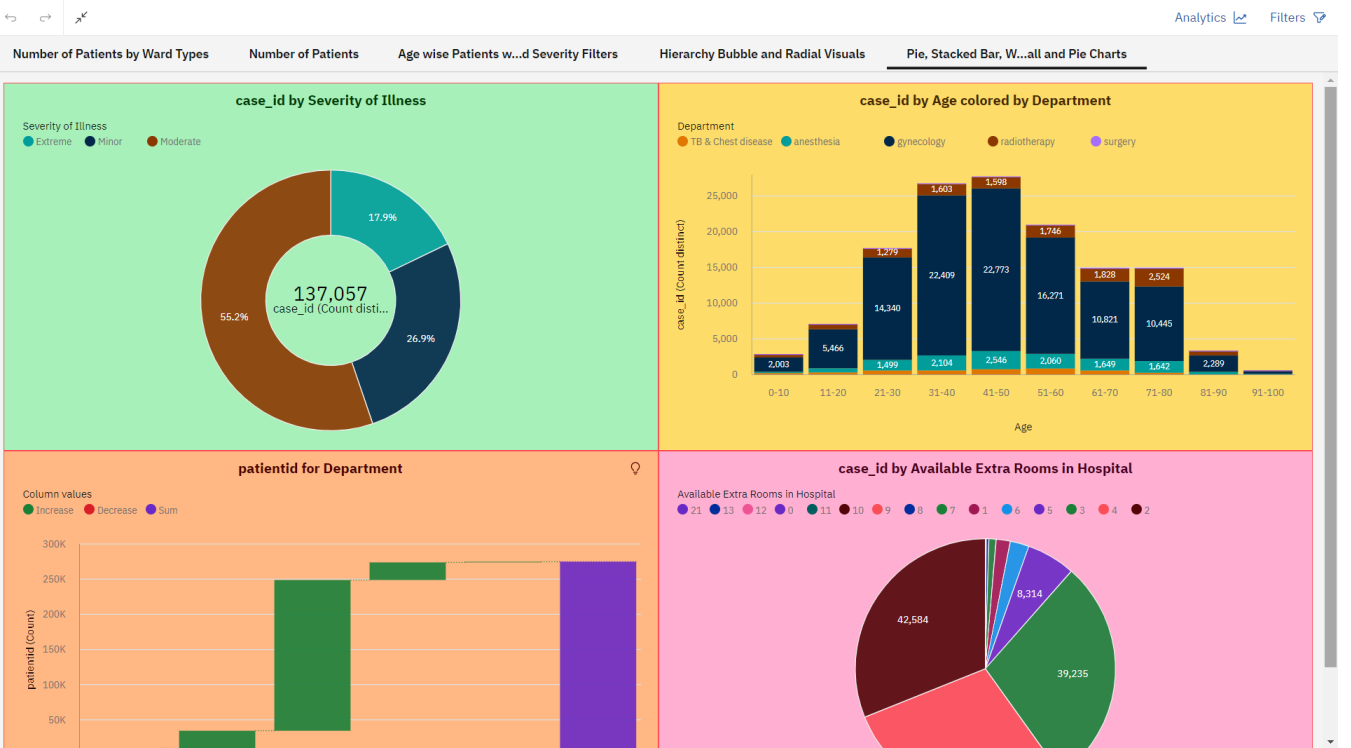 Analytics Filters
Number of Patients by Ward Types Number of Patients Age wise Patients w...d Severity Filters Hierarchy Bubble and Radial Visuals Pie, Stacked Bar, W...all and Pie Charts
case_id by Severity of Illness
Severity of Illness
Extreme Minor Moderate
17.9%
137,057
case_id (Count disti...
55.2%
26.9%
case_id by Age colored by Department
Department
TB & Chest disease anesthesia gynecology radiotherapy surgery
case_id (Count distinct)
25,000
20,000
15,000
10,000
5,000
0
2,003
5,466
1,279
14,340
1,499
1,603
22,409
2,104
1,598
22,773
2,546
1,746
16,271
2,060
1,828
10,821
1,649
2,524
10,445
1,642
2,289
0-10 11-20 21-30 31-40 41-50 51-60 61-70 71-80 81-90 91-100
Age
patientid for Department
Column values
Increase Decrease Sum
patientid (Count)
300K
250K
200K
150K
100K
50K
case_id by Available Extra Rooms in Hospital
Available Extra Rooms in Hospital
21 13 12 0 11 10 9 8 7 1 6 5 3 4 2
8,314
42,584
39,235